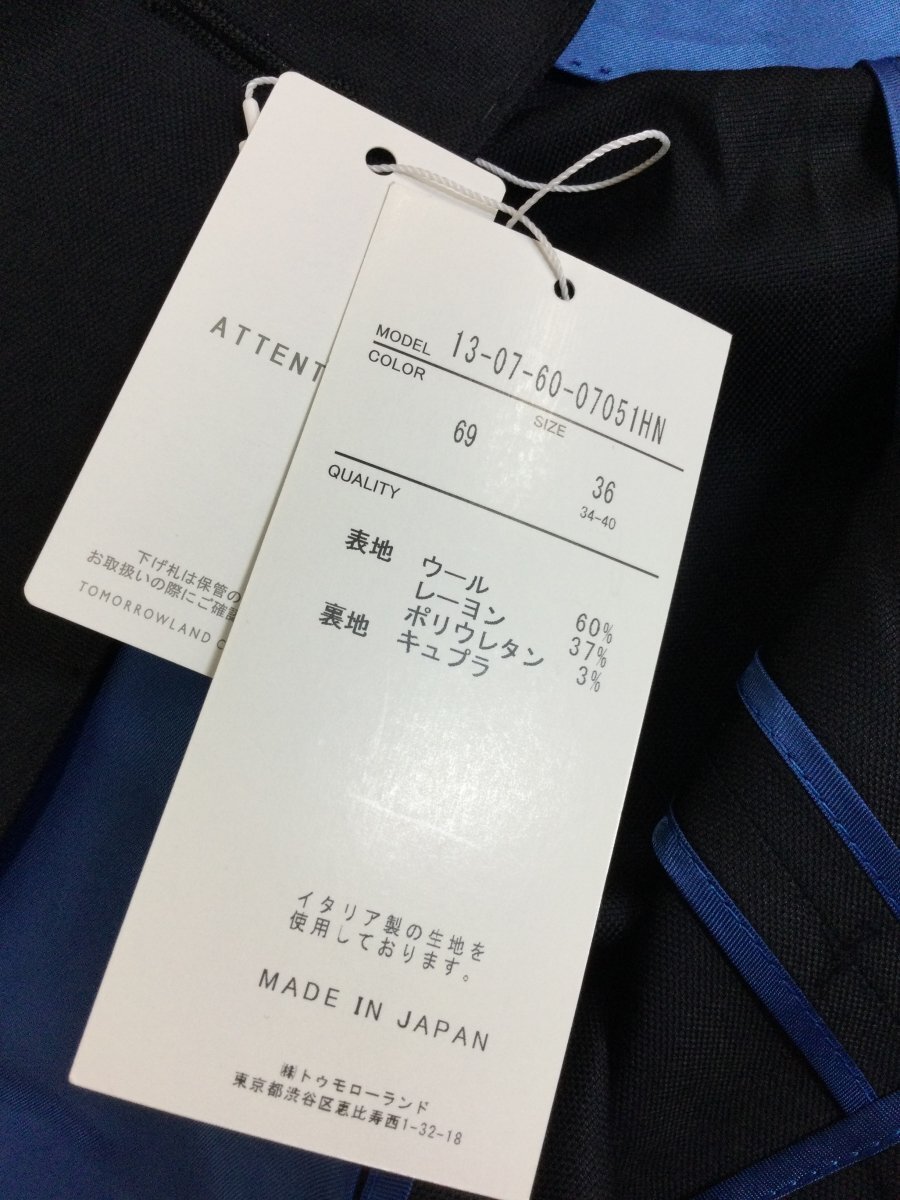 ATTENT
下げ札は保管の
お取扱いの際にご確認
TOMORROWLAND C
MODEL 13-07-60-07051HN
COLOR SIZE
69 36
34-40
QUALITY
表地 ウール 60%
レーヨン 37%
ポリウレタン 3%
裏地 キュプラ
イタリア製の生地を
使用しております。
MADE IN JAPAN
㈱トゥモローランド
東京都渋谷区恵比寿西1-32-18